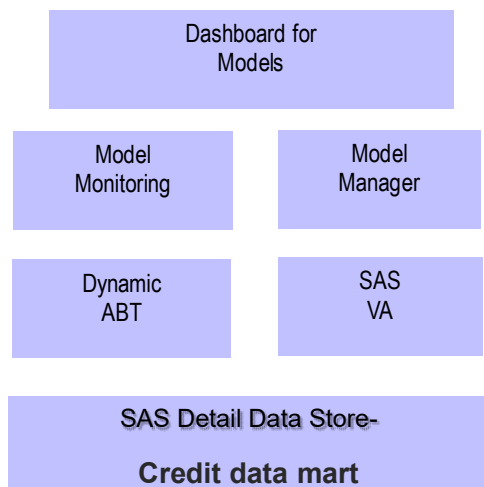 Dashboard for
Models
Model
Monitoring
Model
Manager
Dynamic
ABT
SAS
VA
SAS Detail Data Store-
Credit data mart